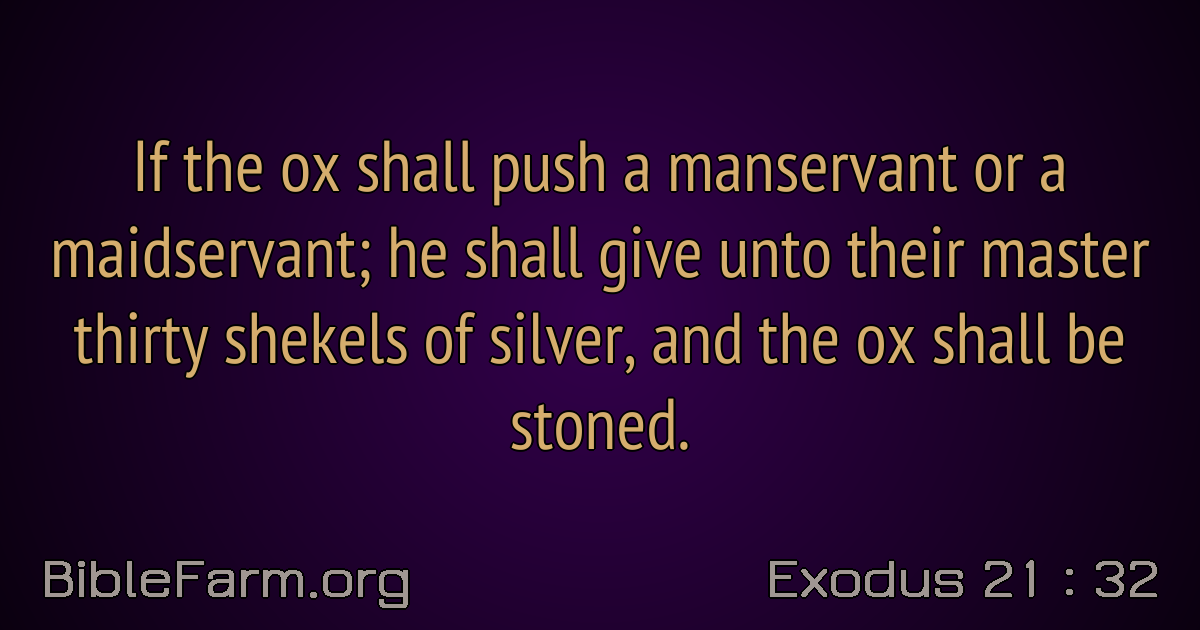 If the ox shall push a manservant or a
maidservant; he shall give unto their master
thirty shekels of silver, and the ox shall be
stoned.
BibleFarm.org
Exodus 21 : 32